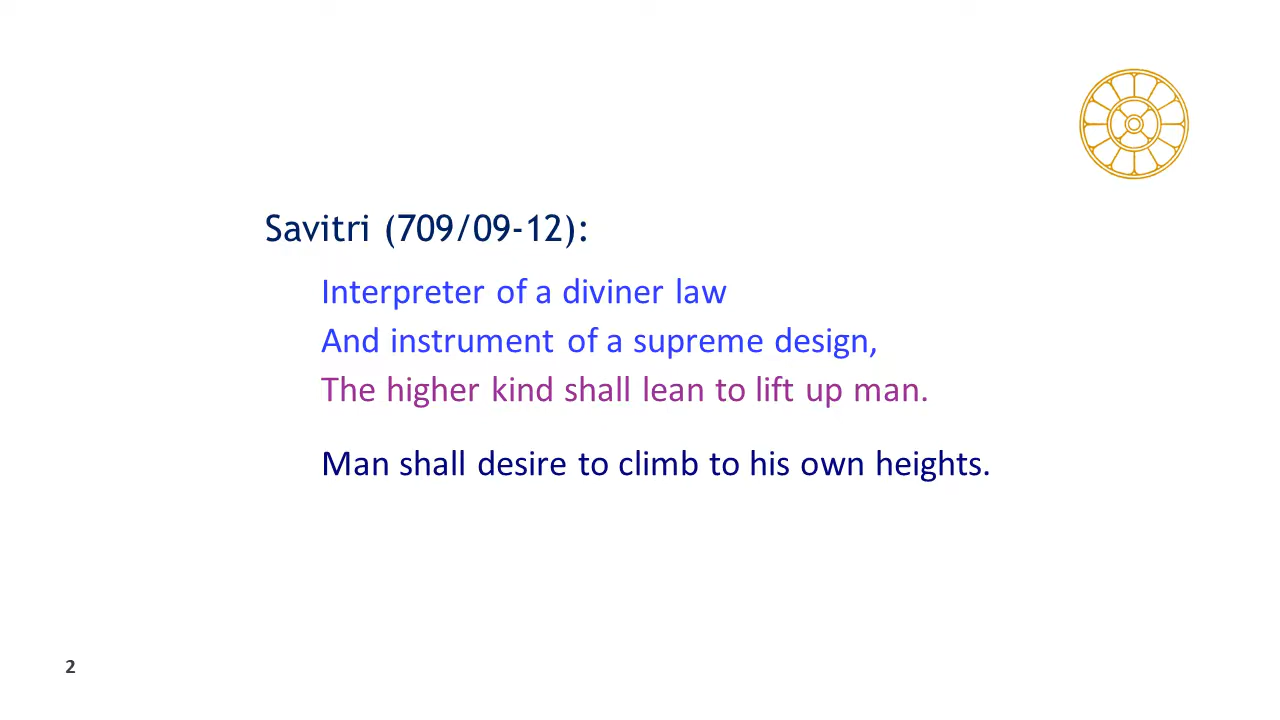 Savitri (709/09-12):
Interpreter of a diviner law
And instrument of a supreme design,
The higher kind shall lean to lift up man.
Man shall desire to climb to his own heights.
2